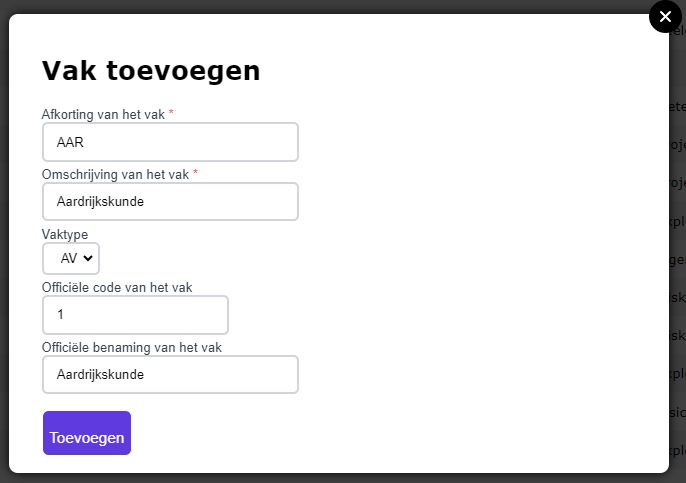 Vak toevoegen
Afkorting van het vak *
AAR
Omschrijving van het vak *
Aardrijkskunde
Vaktype
AV
Officiële code van het vak
1
Officiële benaming van het vak
Aardrijkskunde
Toevoegen